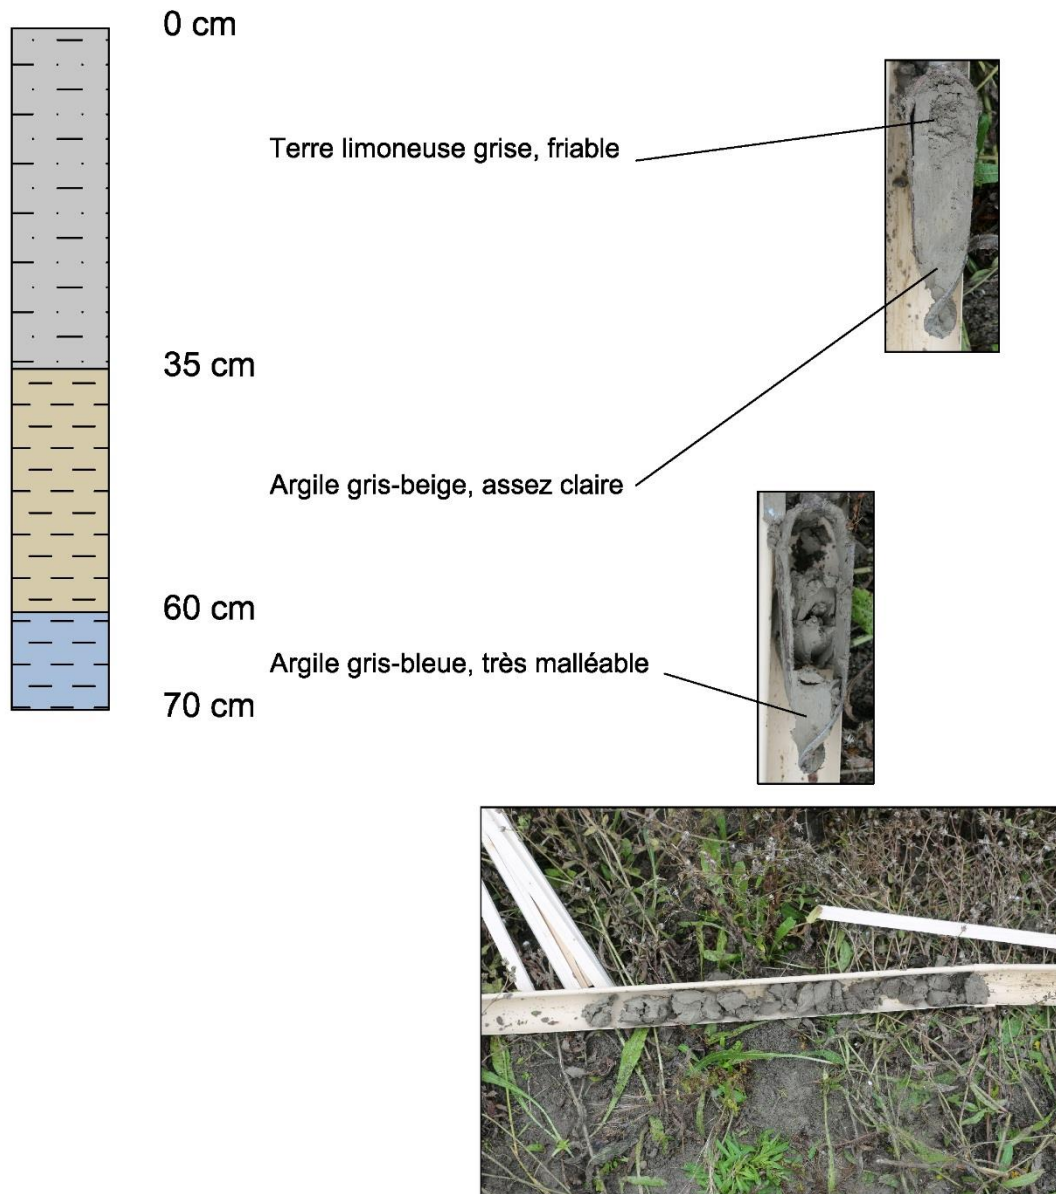 0 cm
Terre limoneuse grise, friable
35 cm
Argile gris-beige, assez claire
60 cm
Argile gris-bleue, très malléable
70 cm